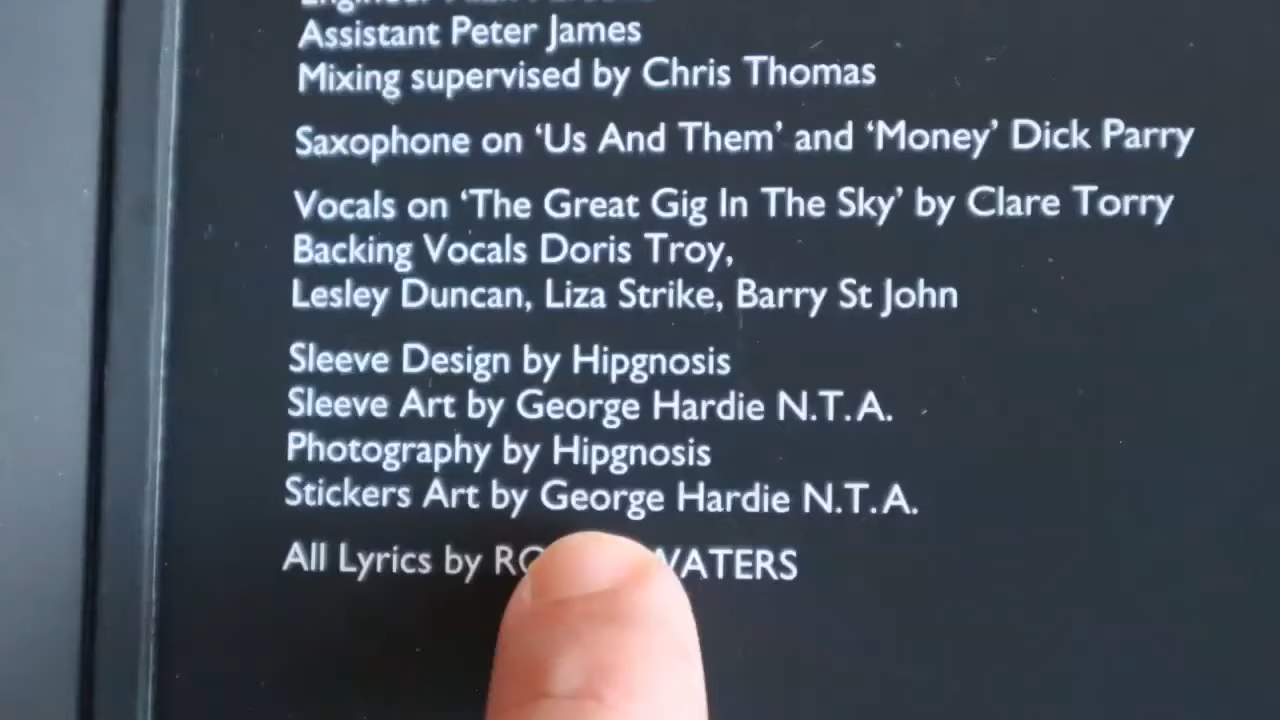 Assistant Peter James
Mixing supervised by Chris Thomas
Saxophone on ‘Us And Them’ and ‘Money’ Dick Parry
Vocals on ‘The Great Gig In The Sky’ by Clare Torry
Backing Vocals Doris Troy,
Lesley Duncan, Liza Strike, Barry St John
Sleeve Design by Hipgnosis
Sleeve Art by George Hardie N.T.A.
Photography by Hipgnosis
Stickers Art by George Hardie N.T.A.
All Lyrics by WATERS